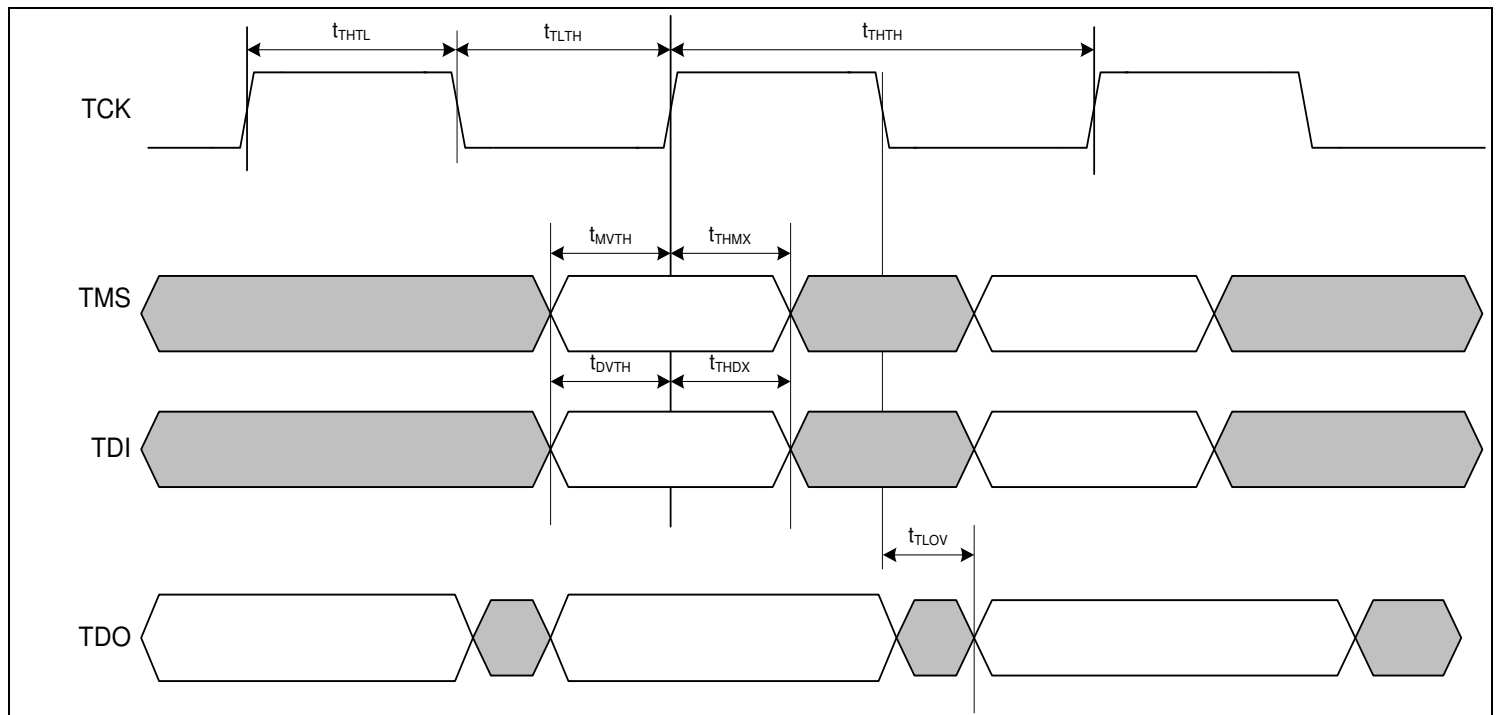 tTHTL tTLTH tTHTH
TCK
tMVTH tTHMX
TMS
tDVTH tTHDX
TDI
tTLOV
TDO